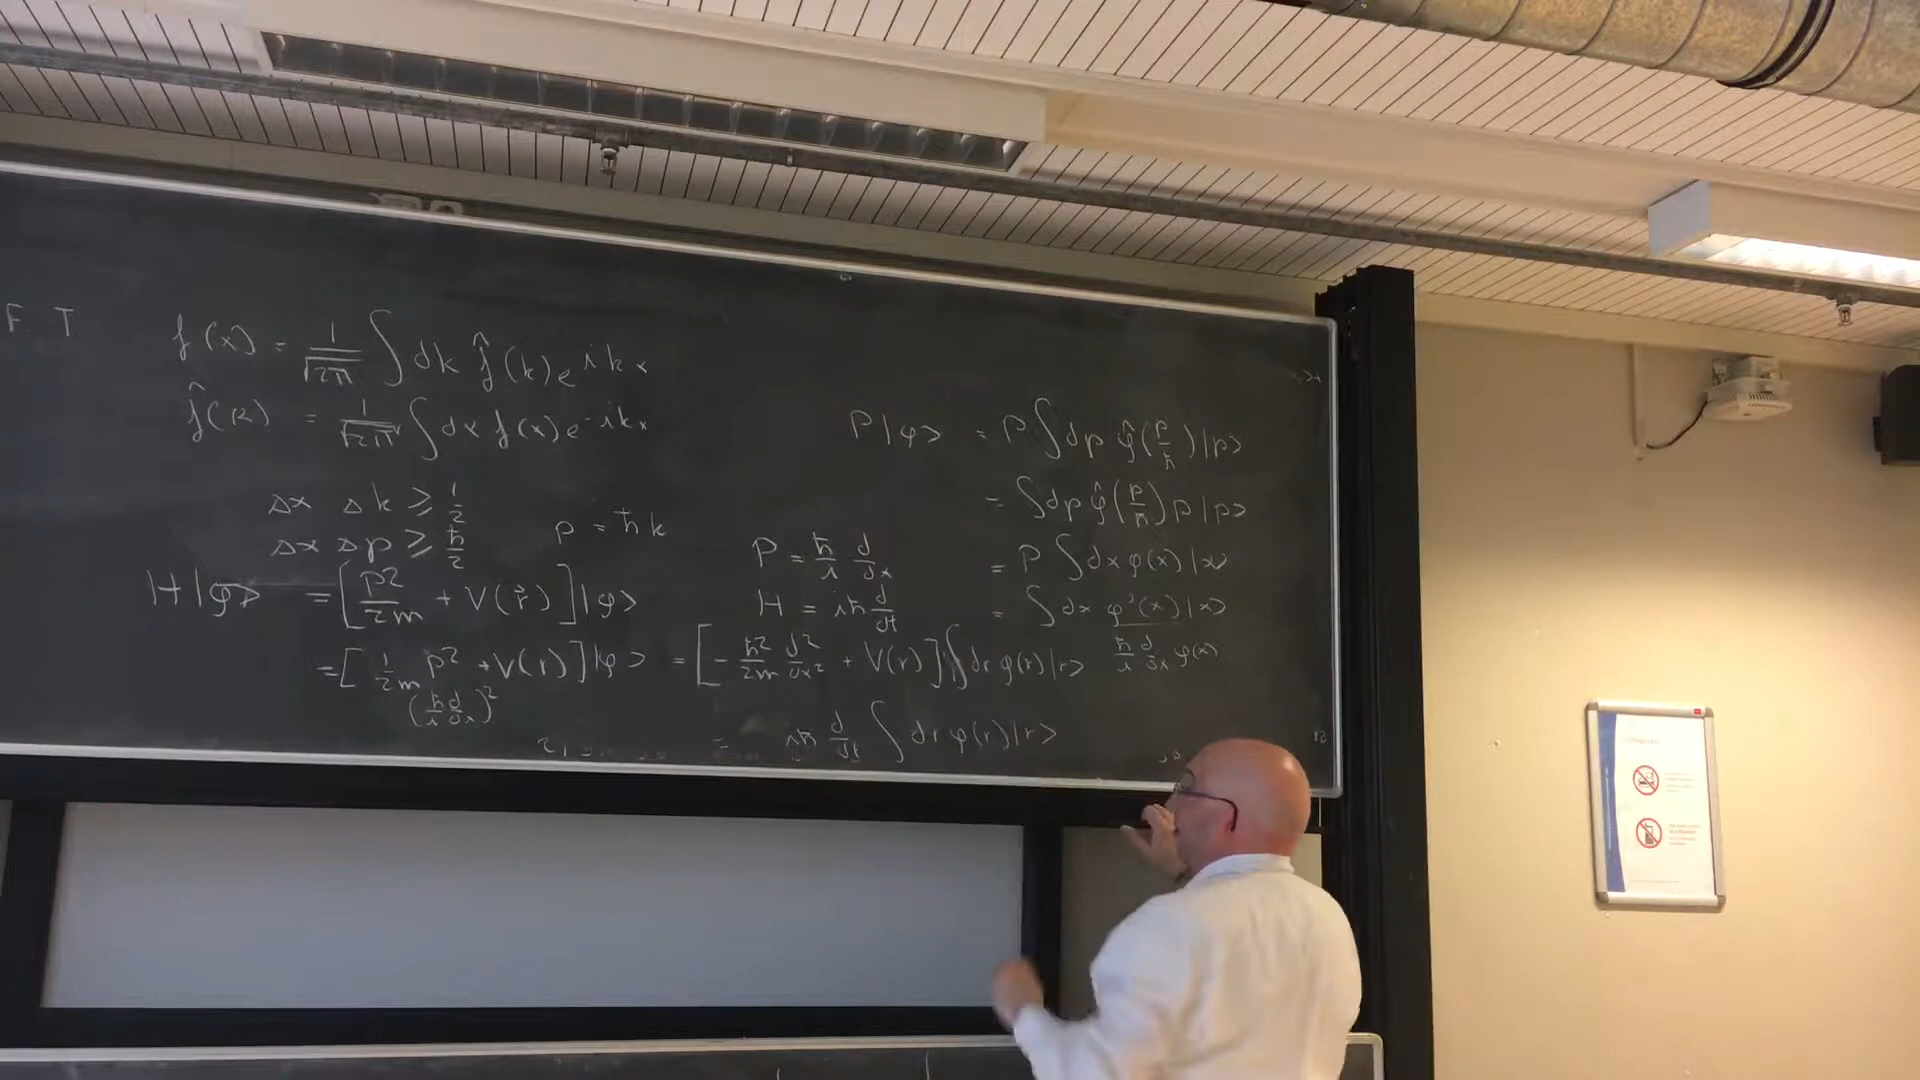 F. T
f(x) = 1/√2π ∫ dk f̂(k) e^{ikx}
f̂(k) = 1/√2π ∫ dx f(x) e^{-ikx}
Δx Δk ≥ 1/2
Δx Δp ≥ ħ/2
p = ħk
H|φ> = [P²/2m + V(r⃗)]|φ>
= [1/2m P² + V(r)]|φ> = [-ħ²/2m d²/dx² + V(r)] ∫ dr φ(r)|r>
(ħ/i d/dx)²
= iħ d/dt ∫ dr φ(r)|r>
P = ħ/i d/dx
H = iħ d/dt
P|φ> = P ∫ dp φ̂(p/ħ)|p>
= ∫ dp φ̂(p/ħ) p|p>
= P ∫ dx φ(x)|x>
= ∫ dx φ'(x)|x>
ħ/i d/dx φ(x)